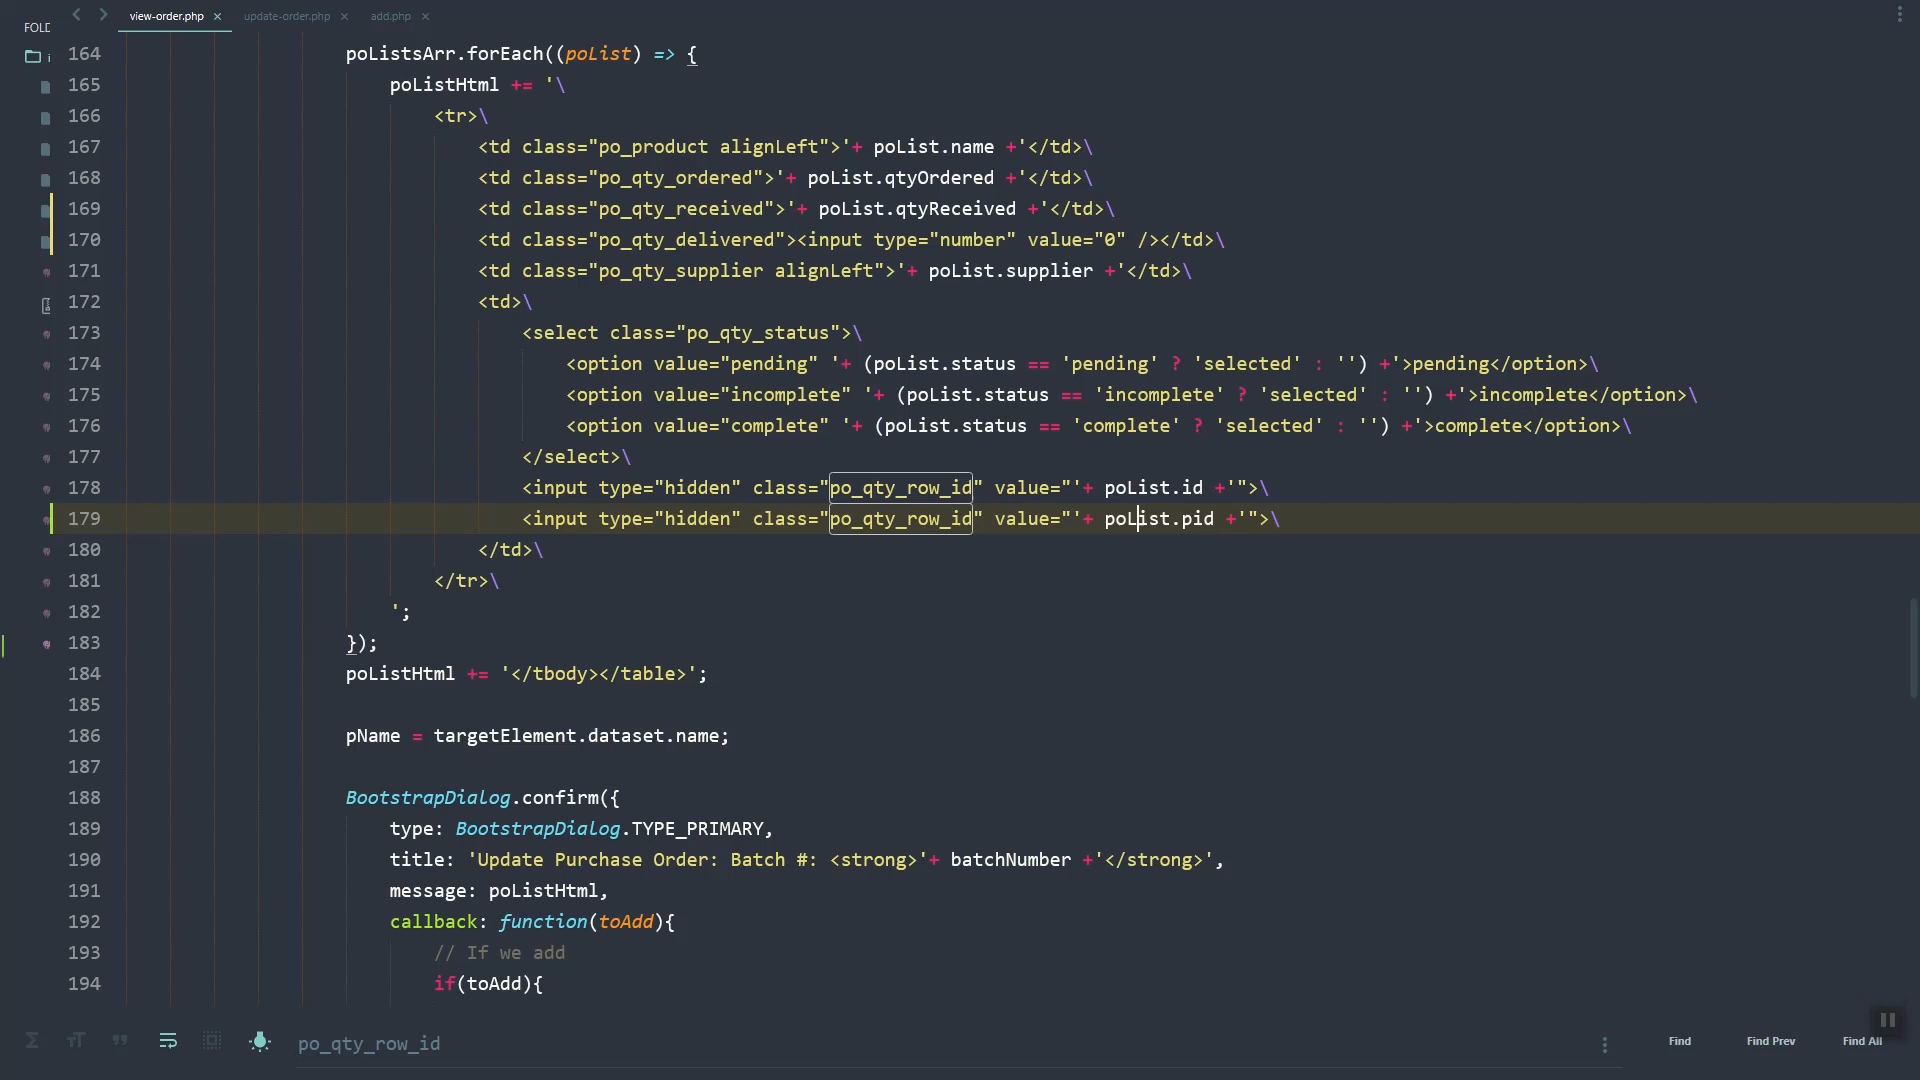 view-order.php × update-order.php × add.php ×
FOLD
164 poListsArr.forEach((poList) => {
165 poListHtml += '\
166 <tr>\
167 <td class="po_product alignLeft">'+ poList.name +'</td>\
168 <td class="po_qty_ordered">'+ poList.qtyOrdered +'</td>\
169 <td class="po_qty_received">'+ poList.qtyReceived +'</td>\
170 <td class="po_qty_delivered"><input type="number" value="0" /></td>\
171 <td class="po_qty_supplier alignLeft">'+ poList.supplier +'</td>\
172 <td>\
173 <select class="po_qty_status">\
174 <option value="pending" '+ (poList.status == 'pending' ? 'selected' : '') +'>pending</option>\
175 <option value="incomplete" '+ (poList.status == 'incomplete' ? 'selected' : '') +'>incomplete</option>\
176 <option value="complete" '+ (poList.status == 'complete' ? 'selected' : '') +'>complete</option>\
177 </select>\
178 <input type="hidden" class="po_qty_row_id" value="'+ poList.id +'">\
179 <input type="hidden" class="po_qty_row_id" value="'+ poList.pid +'">\
180 </td>\
181 </tr>\
182 ';
183 });
184 poListHtml += '</tbody></table>';
185
186 pName = targetElement.dataset.name;
187
188 BootstrapDialog.confirm({
189 type: BootstrapDialog.TYPE_PRIMARY,
190 title: 'Update Purchase Order: Batch #: <strong>'+ batchNumber +'</strong>',
191 message: poListHtml,
192 callback: function(toAdd){
193 // If we add
194 if(toAdd){
po_qty_row_id Find Find Prev Find All